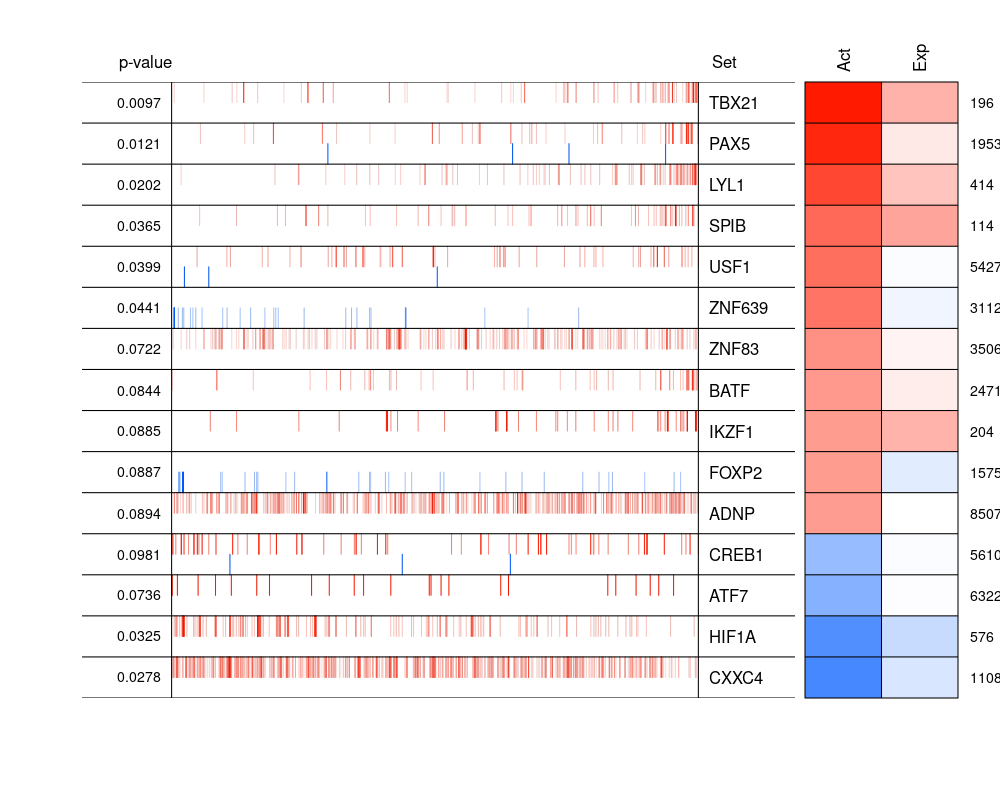 p-value Set Act Exp
0.0097 TBX21 196
0.0121 PAX5 1953
0.0202 LYL1 414
0.0365 SPIB 114
0.0399 USF1 5427
0.0441 ZNF639 3112
0.0722 ZNF83 3506
0.0844 BATF 2471
0.0885 IKZF1 204
0.0887 FOXP2 1575
0.0894 ADNP 8507
0.0981 CREB1 5610
0.0736 ATF7 6322
0.0325 HIF1A 576
0.0278 CXXC4 1108